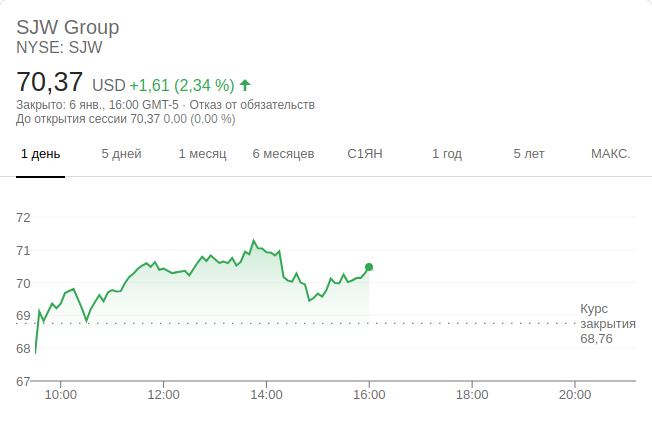 SJW Group
NYSE: SJW
70,37 USD +1,61 (2,34 %)
Закрыто: 6 янв., 16:00 GMT-5 · Отказ от обязательств
До открытия сессии 70,37 0,00 (0,00 %)
1 день 5 дней 1 месяц 6 месяцев С1ЯН 1 год 5 лет МАКС.
72
71
70
69
68
67
Курс
закрытия
68,76
10:00 12:00 14:00 16:00 18:00 20:00